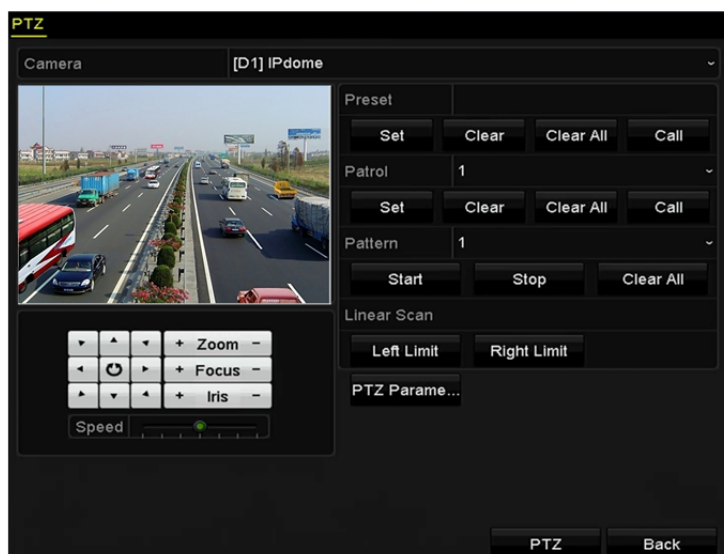 PTZ
Camera [D1] IPdome
Preset
Set Clear Clear All Call
Patrol 1
Set Clear Clear All Call
Pattern 1
Start Stop Clear All
Linear Scan
Left Limit Right Limit
PTZ Parame...
+ Zoom -
+ Focus -
+ Iris -
Speed
PTZ Back